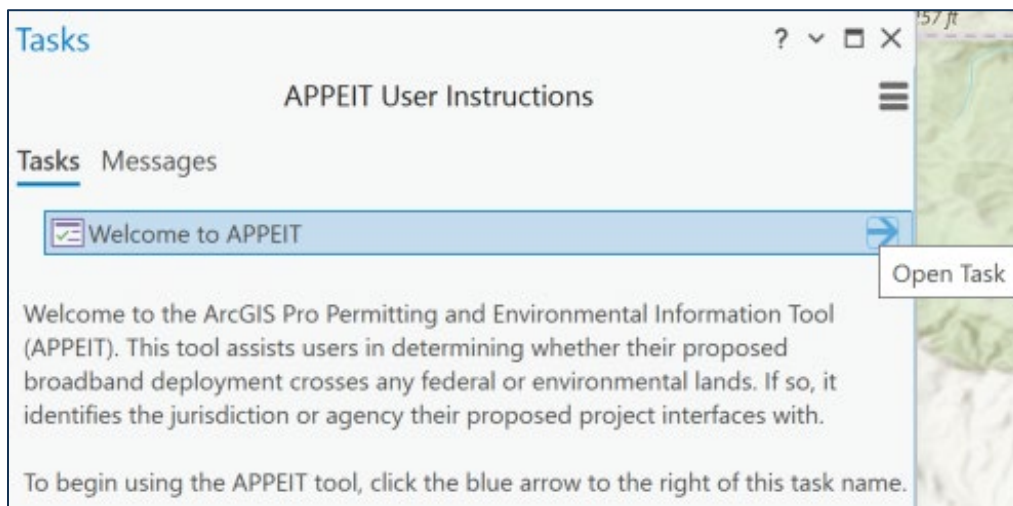 Tasks
?
APPEIT User Instructions
Tasks Messages
Welcome to APPEIT
Open Task
Welcome to the ArcGIS Pro Permitting and Environmental Information Tool
(APPEIT). This tool assists users in determining whether their proposed
broadband deployment crosses any federal or environmental lands. If so, it
identifies the jurisdiction or agency their proposed project interfaces with.
To begin using the APPEIT tool, click the blue arrow to the right of this task name.